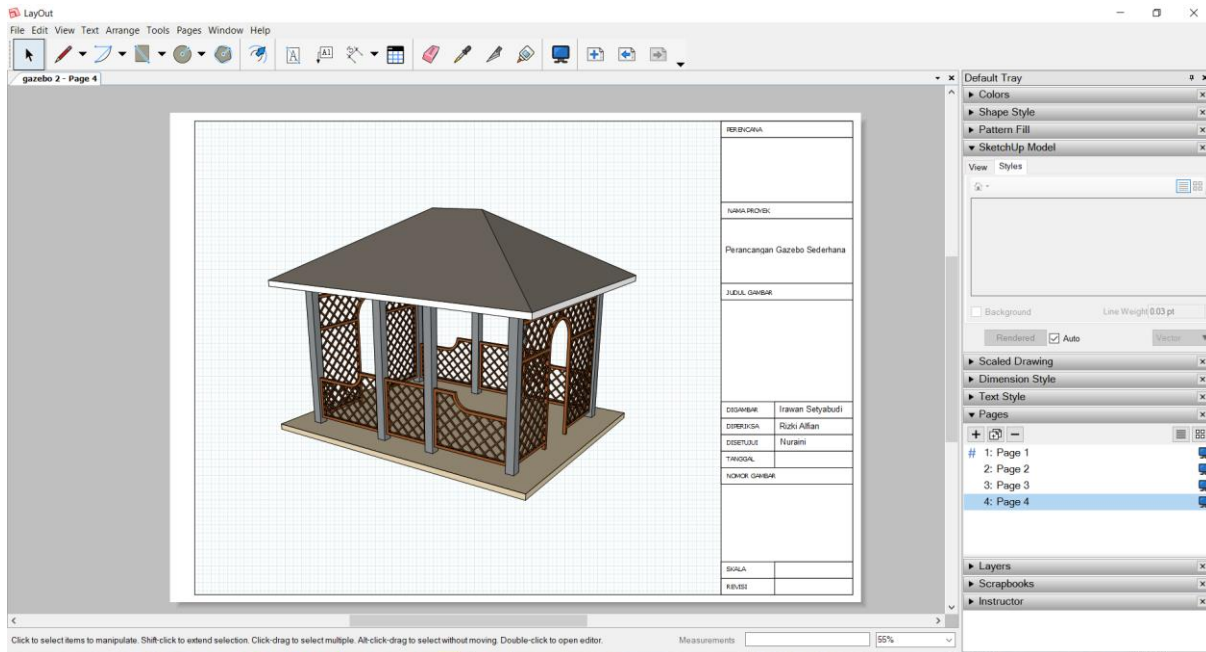 LayOut
File Edit View Text Arrange Tools Pages Window Help
gazebo 2 - Page 4
PERENCANA
NAMA PROYEK
Perancangan Gazebo Sederhana
JUDUL GAMBAR
DIGAMBAR Irawan Setyabudi
DIPERIKSA Rizki Alfian
DISETUJUI Nuraini
TANGGAL
NOMOR GAMBAR
SKALA
REVISI
Default Tray
Colors
Shape Style
Pattern Fill
SketchUp Model
View Styles
Background Line Weight 0.03 pt
Rendered Auto Vector
Scaled Drawing
Dimension Style
Text Style
Pages
# 1: Page 1
2: Page 2
3: Page 3
4: Page 4
Layers
Scrapbooks
Instructor
Click to select items to manipulate. Shift-click to extend selection. Click-drag to select multiple. Alt-click-drag to select without moving. Double-click to open editor. Measurements 55%